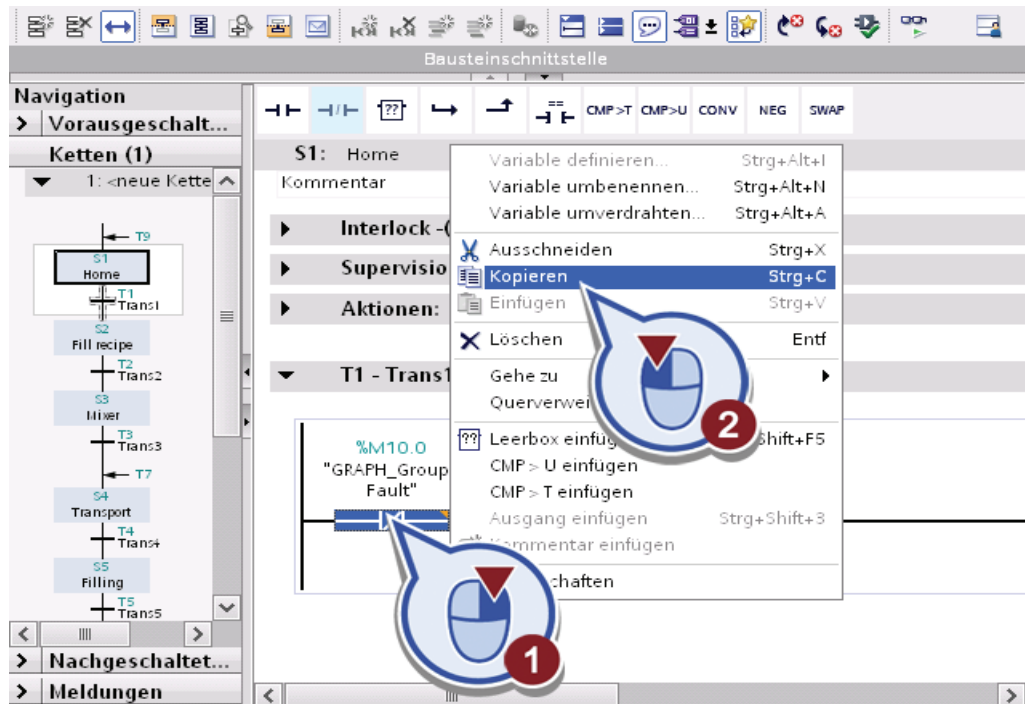 Bausteinschnittstelle
Navigation
Vorausgeschalt...
Ketten (1)
1: <neue Kette
T9
S1
Home
T1
Trans1
S2
Fill recipe
T2
Trans2
S3
Mixer
T3
Trans3
T7
S4
Transport
T4
Trans4
S5
Filling
T5
Trans5
Nachgeschaltet...
Meldungen
??
CMP>T CMP>U CONV NEG SWAP
S1: Home
Kommentar
Interlock -(
Supervisio
Aktionen:
T1 - Trans1
%M10.0
"GRAPH_Group
Fault"
Variable definieren... Strg+Alt+I
Variable umbenennen... Strg+Alt+N
Variable umverdrahten... Strg+Alt+A
Ausschneiden Strg+X
Kopieren Strg+C
Einfügen Strg+V
Löschen Entf
Gehe zu
Querverwei
?? Leerbox einfüg Shift+F5
CMP > U einfügen
CMP > T einfügen
Ausgang einfügen Strg+Shift+3
Kommentar einfügen
chaften
1
2